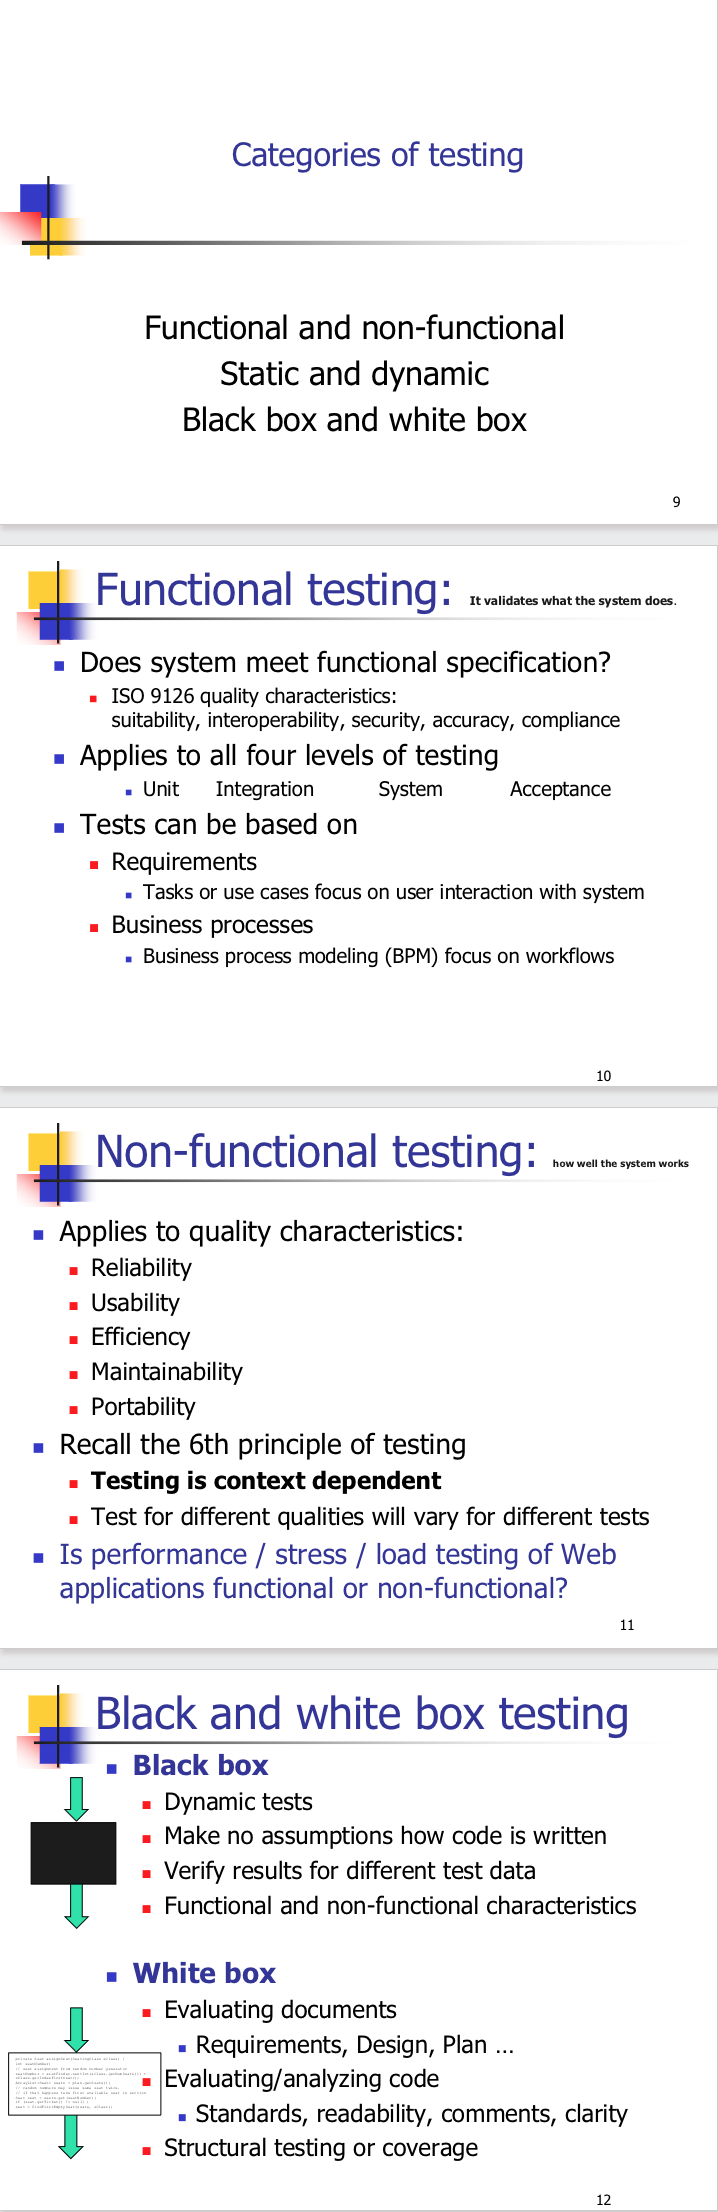 Categories of testing
Functional and non-functional
Static and dynamic
Black box and white box
9
Functional testing: It validates what the system does.
Does system meet functional specification?
ISO 9126 quality characteristics:
suitability, interoperability, security, accuracy, compliance
Applies to all four levels of testing
Unit Integration System Acceptance
Tests can be based on
Requirements
Tasks or use cases focus on user interaction with system
Business processes
Business process modeling (BPM) focus on workflows
10
Non-functional testing: how well the system works
Applies to quality characteristics:
Reliability
Usability
Efficiency
Maintainability
Portability
Recall the 6th principle of testing
Testing is context dependent
Test for different qualities will vary for different tests
Is performance / stress / load testing of Web
applications functional or non-functional?
11
Black and white box testing
Black box
Dynamic tests
Make no assumptions how code is written
Verify results for different test data
Functional and non-functional characteristics
White box
Evaluating documents
Requirements, Design, Plan ...
Evaluating/analyzing code
Standards, readability, comments, clarity
Structural testing or coverage
12